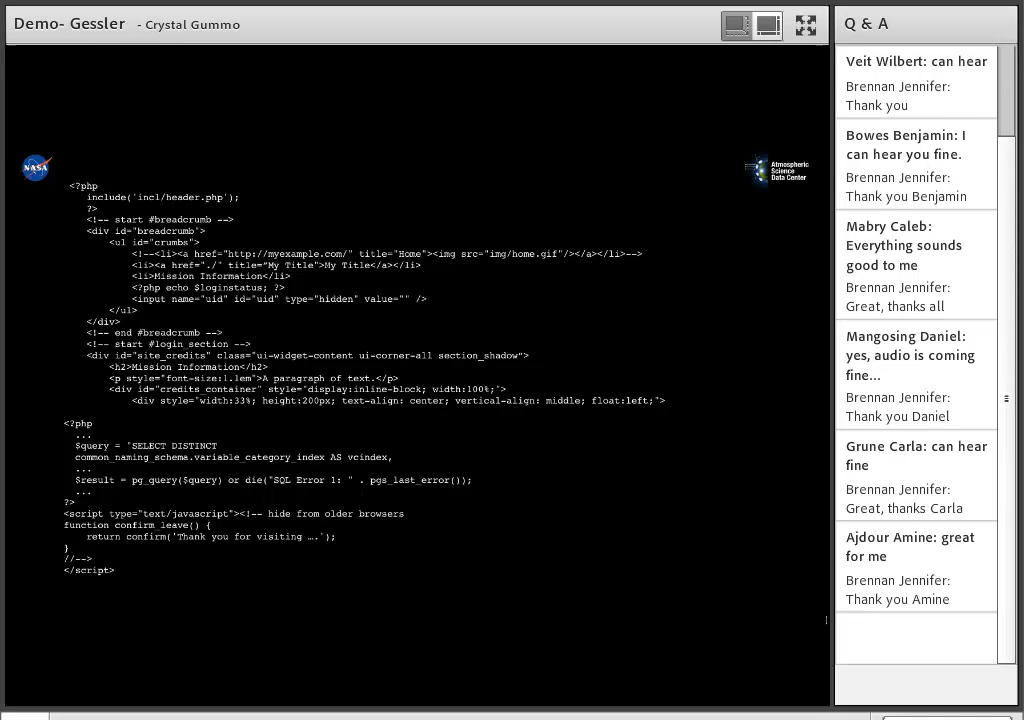 Demo- Gessler - Crystal Gummo
NASA
Atmospheric
Science
Data Center
<?php
include('incl/header.php');
?>
<!-- start #breadcrumb -->
<div id="breadcrumb">
<ul id="crumbs">
<!--<li><a href="http://myexample.com/" title="Home"><img src="img/home.gif"/></a></li>-->
<li><a href="./" title="My Title">My Title</a></li>
<li>Mission Information</li>
<?php echo $loginstatus; ?>
<input name="uid" id="uid" type="hidden" value="" />
</ul>
</div>
<!-- end #breadcrumb -->
<!-- start #login_section -->
<div id="site_credits" class="ui-widget-content ui-corner-all section_shadow">
<h2>Mission Information</h2>
<p style="font-size:1.1em">A paragraph of text.</p>
<div id="credits_container" style="display:inline-block; width:100%;">
<div style="width:33%; height:200px; text-align: center; vertical-align: middle; float:left;">
<?php
...
$query = "SELECT DISTINCT
common_naming_schema.variable_category_index AS vcindex,
...
$result = pg_query($query) or die("SQL Error 1: " . pgs_last_error());
...
?>
<script type="text/javascript"><!-- hide from older browsers
function confirm_leave() {
return confirm('Thank you for visiting ….');
}
//-->
</script>
Q & A
Veit Wilbert: can hear
Brennan Jennifer:
Thank you
Bowes Benjamin: I
can hear you fine.
Brennan Jennifer:
Thank you Benjamin
Mabry Caleb:
Everything sounds
good to me
Brennan Jennifer:
Great, thanks all
Mangosing Daniel:
yes, audio is coming
fine...
Brennan Jennifer:
Thank you Daniel
Grune Carla: can hear
fine
Brennan Jennifer:
Great, thanks Carla
Ajdour Amine: great
for me
Brennan Jennifer:
Thank you Amine